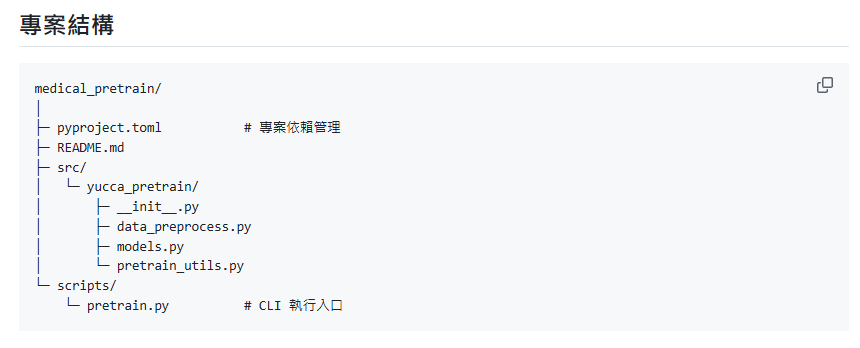 專案結構
medical_pretrain/
│
├─ pyproject.toml           # 專案依賴管理
├─ README.md
├─ src/
│   └─ yucca_pretrain/
│       ├─ __init__.py
│       ├─ data_preprocess.py
│       ├─ models.py
│       └─ pretrain_utils.py
└─ scripts/
    └─ pretrain.py          # CLI 執行入口